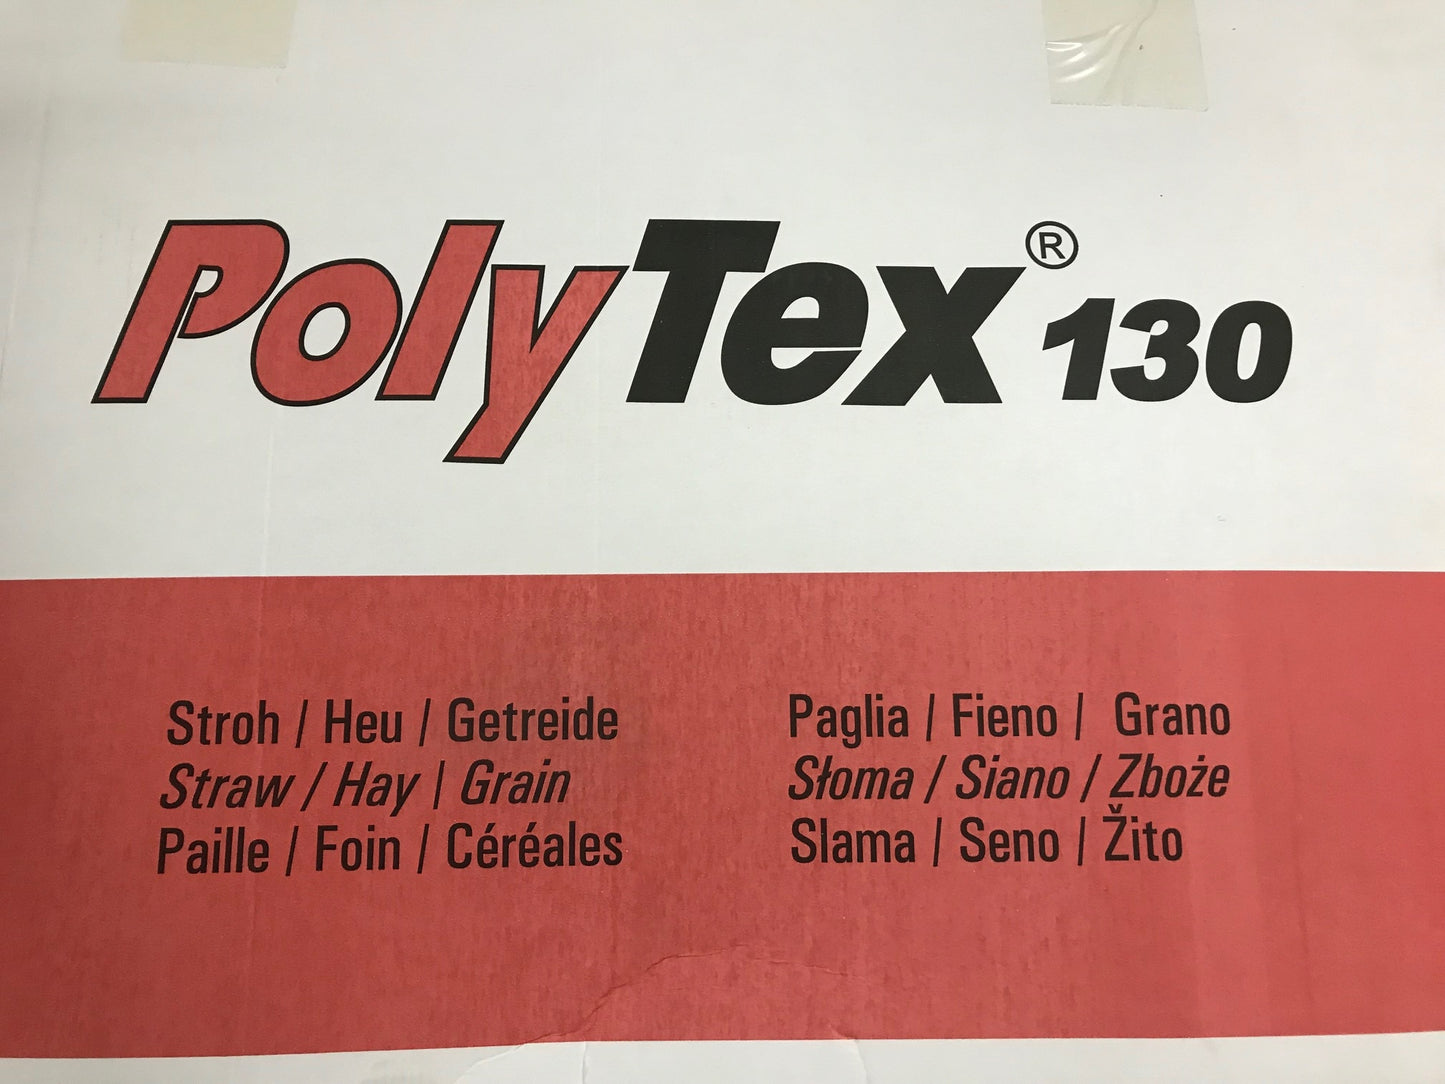 PolyTex® 130
Stroh / Heu / Getreide
Straw / Hay / Grain
Paille / Foin / Céréales
Paglia / Fieno / Grano
Słoma / Siano / Zboże
Slama / Seno / Žito